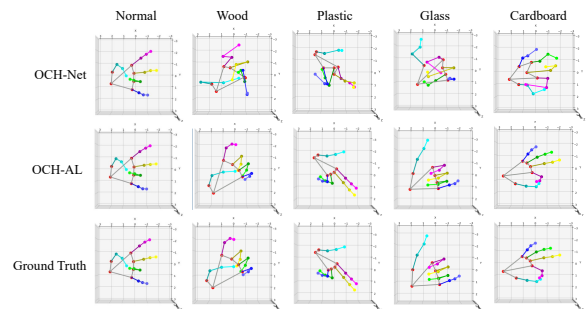 Normal Wood Plastic Glass Cardboard
OCH-Net
OCH-AL
Ground Truth